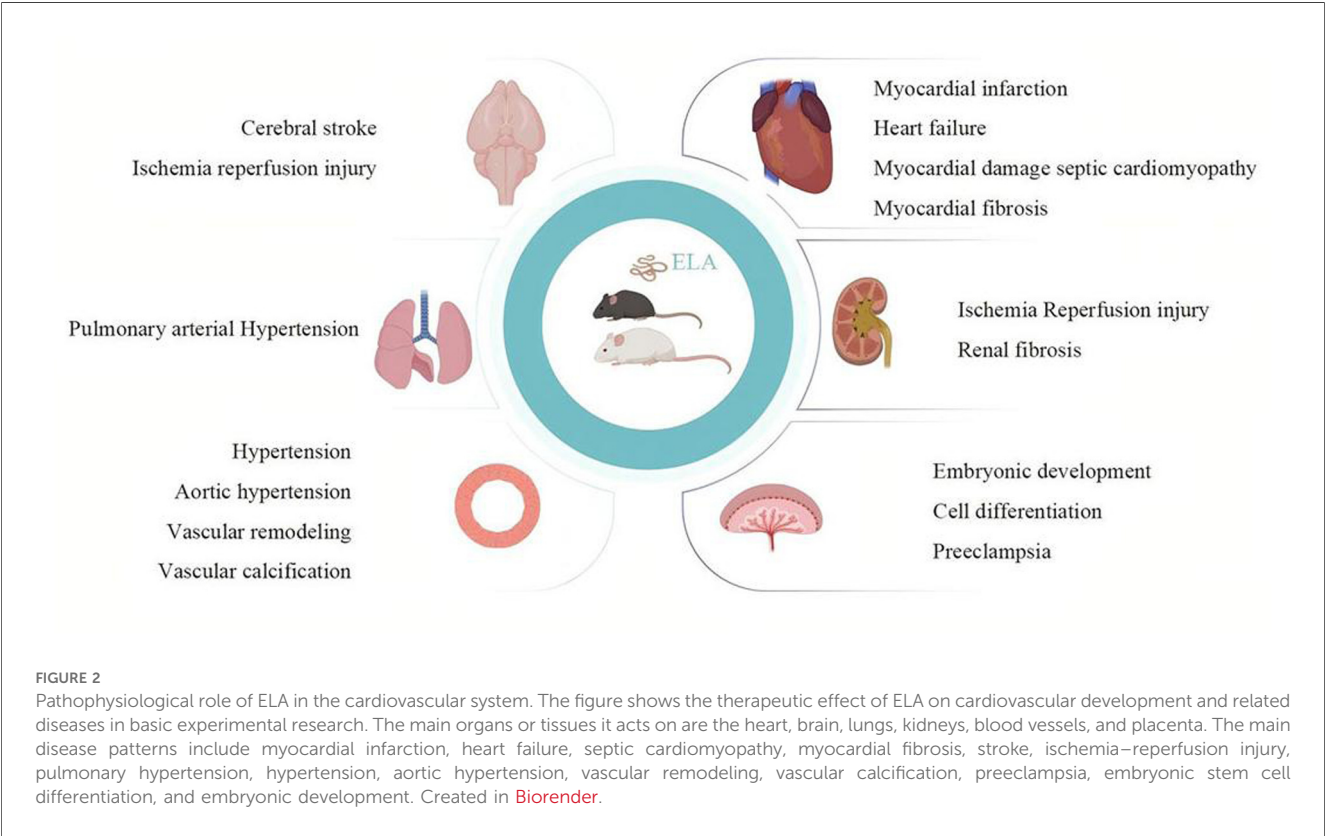 Cerebral stroke
Ischemia reperfusion injury
Myocardial infarction
Heart failure
Myocardial damage septic cardiomyopathy
Myocardial fibrosis
ELA
Pulmonary arterial Hypertension
Ischemia Reperfusion injury
Renal fibrosis
Hypertension
Aortic hypertension
Vascular remodeling
Vascular calcification
Embryonic development
Cell differentiation
Preeclampsia
FIGURE 2
Pathophysiological role of ELA in the cardiovascular system. The figure shows the therapeutic effect of ELA on cardiovascular development and related
diseases in basic experimental research. The main organs or tissues it acts on are the heart, brain, lungs, kidneys, blood vessels, and placenta. The main
disease patterns include myocardial infarction, heart failure, septic cardiomyopathy, myocardial fibrosis, stroke, ischemia–reperfusion injury,
pulmonary hypertension, hypertension, aortic hypertension, vascular remodeling, vascular calcification, preeclampsia, embryonic stem cell
differentiation, and embryonic development. Created in Biorender.